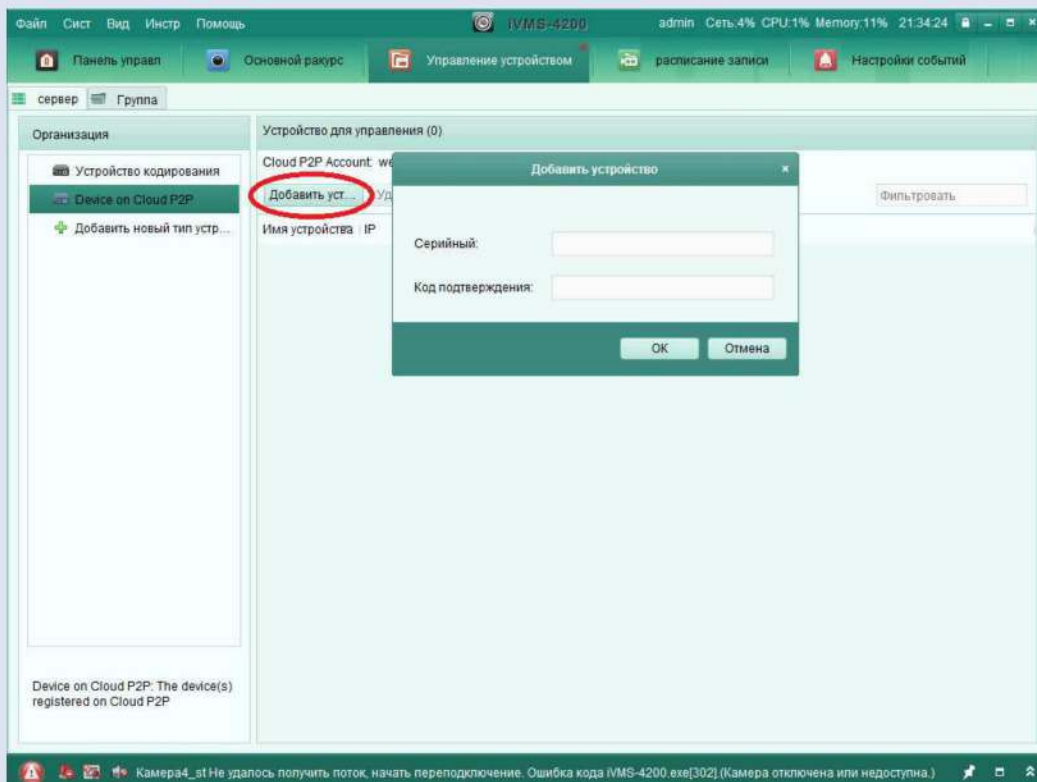 Файл Сист Вид Инстр Помощь iVMS-4200 admin Сеть:4% CPU:1% Memory:11% 21:34:24
Панель управл Основной ракурс Управление устройством расписание записи Настройки событий
сервер Группа
Организация
Устройство кодирования
Device on Cloud P2P
Добавить новый тип устр...
Device on Cloud P2P: The device(s)
registered on Cloud P2P
Устройство для управления (0)
Cloud P2P Account: we
Добавить уст... Уд Фильтровать
Имя устройства IP
Добавить устройство
Серийный:
Код подтверждения:
OK Отмена
Камера4_st Не удалось получить поток, начать переподключение. Ошибка кода iVMS-4200.exe[302].(Камера отключена или недоступна.)